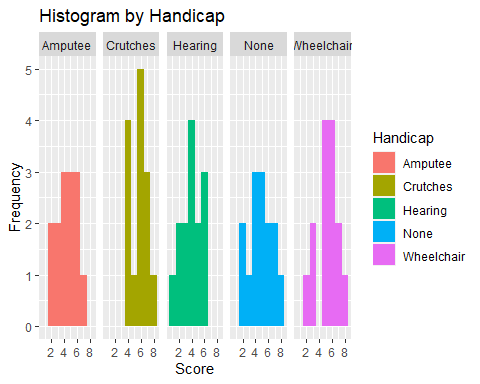 Histogram by Handicap
Amputee Crutches Hearing None Wheelchair
5
4
3
2
1
0
Frequency
2 4 6 8 2 4 6 8 2 4 6 8 2 4 6 8 2 4 6 8
Score
Handicap
Amputee
Crutches
Hearing
None
Wheelchair